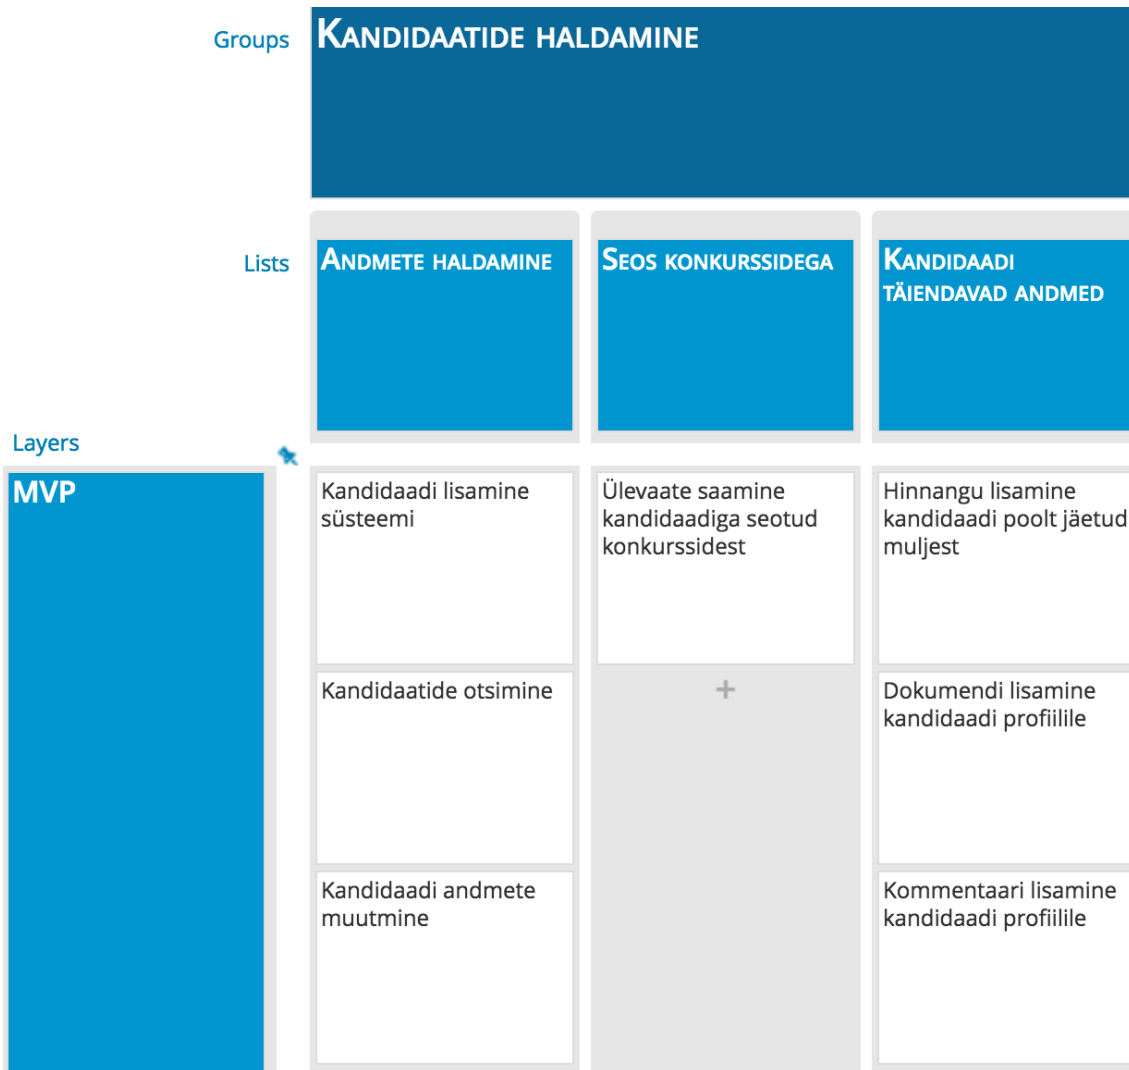 Groups
KANDIDAATIDE HALDAMINE
Lists
ANDMETE HALDAMINE
SEOS KONKURSSIDEGA
KANDIDAADI
TÄIENDAVAD ANDMED
Layers
MVP
Kandidaadi lisamine
süsteemi
Ülevaate saamine
kandidaadiga seotud
konkurssidest
Hinnangu lisamine
kandidaadi poolt jäetud
muljest
Kandidaatide otsimine
+
Dokumendi lisamine
kandidaadi profiilile
Kandidaadi andmete
muutmine
Kommentaari lisamine
kandidaadi profiilile